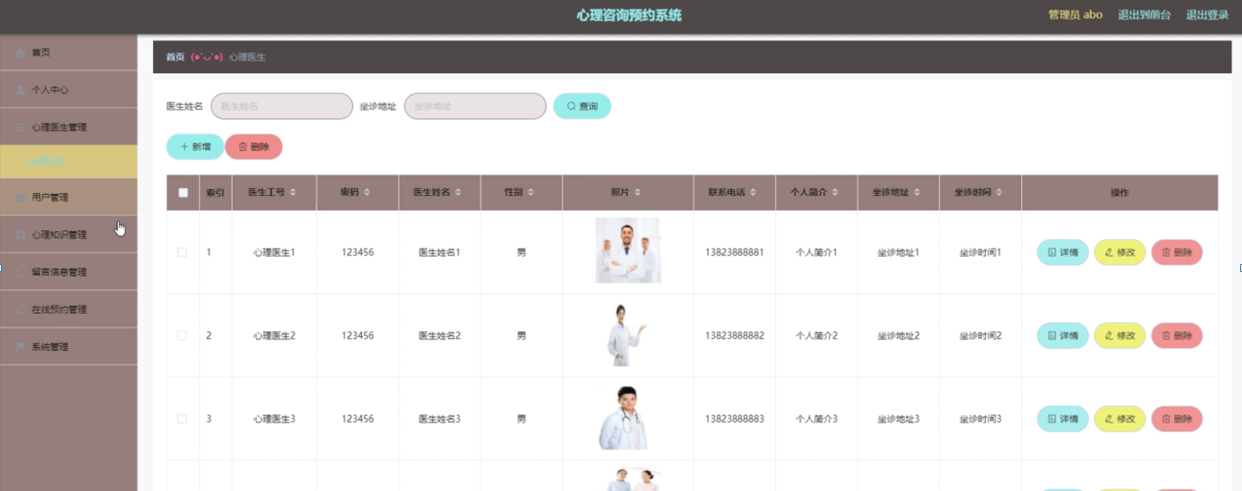 心理咨询预约系统
管理员 abo 退出到前台 退出登录
首页
个人中心
心理医生管理
心理医生
用户管理
心理知识管理
留言信息管理
在线预约管理
系统管理
首页 (●'◡'●) 心理医生
医生姓名 医生姓名 坐诊地址 坐诊地址 查询
+ 新增 删除
索引 医生工号 密码 医生姓名 性别 照片 联系电话 个人简介 坐诊地址 坐诊时间 操作
1 心理医生1 123456 医生姓名1 男 13823888881 个人简介1 坐诊地址1 坐诊时间1 详情 修改 删除
2 心理医生2 123456 医生姓名2 男 13823888882 个人简介2 坐诊地址2 坐诊时间2 详情 修改 删除
3 心理医生3 123456 医生姓名3 男 13823888883 个人简介3 坐诊地址3 坐诊时间3 详情 修改 删除